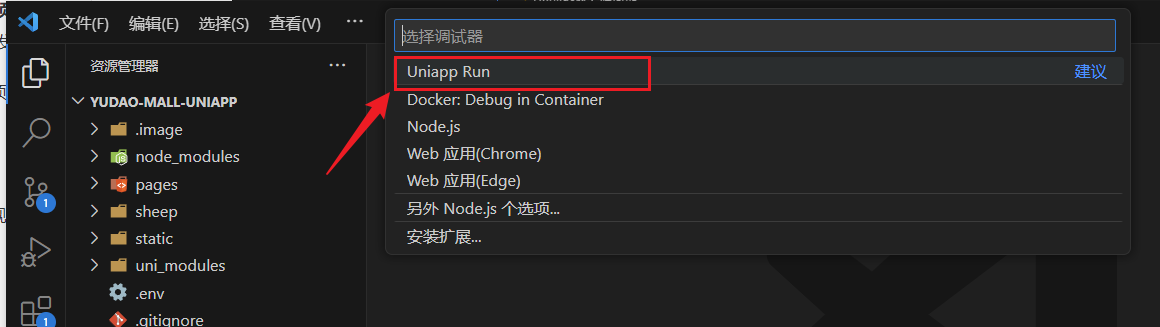 文件(F) 编辑(E) 选择(S) 查看(V) ···
选择调试器
资源管理器 ···
Uniapp Run 建议
YUDAO-MALL-UNIAPP
Docker: Debug in Container
.image
Node.js
node_modules
Web 应用(Chrome)
pages
Web 应用(Edge)
sheep
另外 Node.js 个选项...
1
static
安装扩展...
uni_modules
.env
1
.gitignore